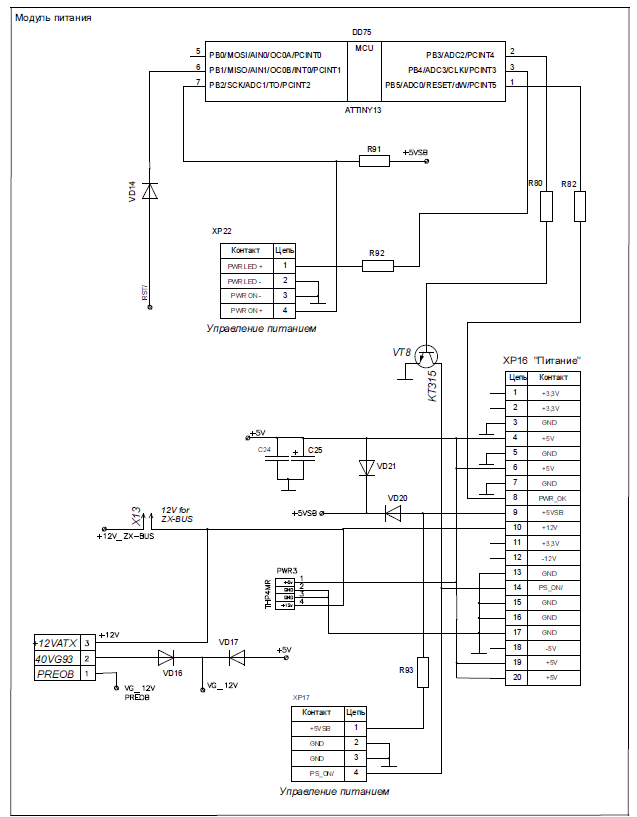 Модуль питания
DD75
MCU
5 PB0/MOSI/AIN0/OC0A/PCINT0
6 PB1/MISO/AIN1/OC0B/INT0/PCINT1
7 PB2/SCK/ADC1/TO/PCINT2
PB3/ADC2/PCINT4 2
PB4/ADC3/CLKI/PCINT3 3
PB5/ADC0/RESET/dW/PCINT5 1
ATTINY13
R91
+5VSB
VD14
RST/
R80
R82
XP22
Контакт Цепь
PWR LED + 1
PWR LED - 2
PWR ON - 3
PWR ON + 4
Управление питанием
R92
VT8
KT315
XP16 "Питание"
Цепь Контакт
1 +3,3V
2 +3,3V
3 GND
4 +5V
5 GND
6 +5V
7 GND
8 PWR_OK
9 +5VSB
10 +12V
11 +3,3V
12 -12V
13 GND
14 PS_ON/
15 GND
16 GND
17 GND
18 -5V
19 +5V
20 +5V
+5V
C24
+
C25
VD21
VD20
+5VSB
X13
12V for
ZX-BUS
+12V_ZX-BUS
PWR3
THP4MR
+5v 1
GND 2
GND 3
+12v 4
+12V
+12VATX 3
40VG93 2
PREOB 1
VD16
VD17
+5V
VG_12V
PREOB
VG_12V
R93
XP17
Контакт Цепь
+5VSB 1
GND 2
GND 3
PS_ON/ 4
Управление питанием